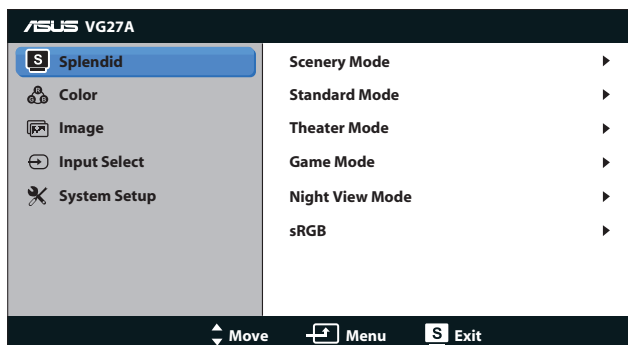 ASUS VG27A
S Splendid
Scenery Mode
R G B Color
Standard Mode
Image
Theater Mode
Input Select
Game Mode
System Setup
Night View Mode
sRGB
Move Menu S Exit